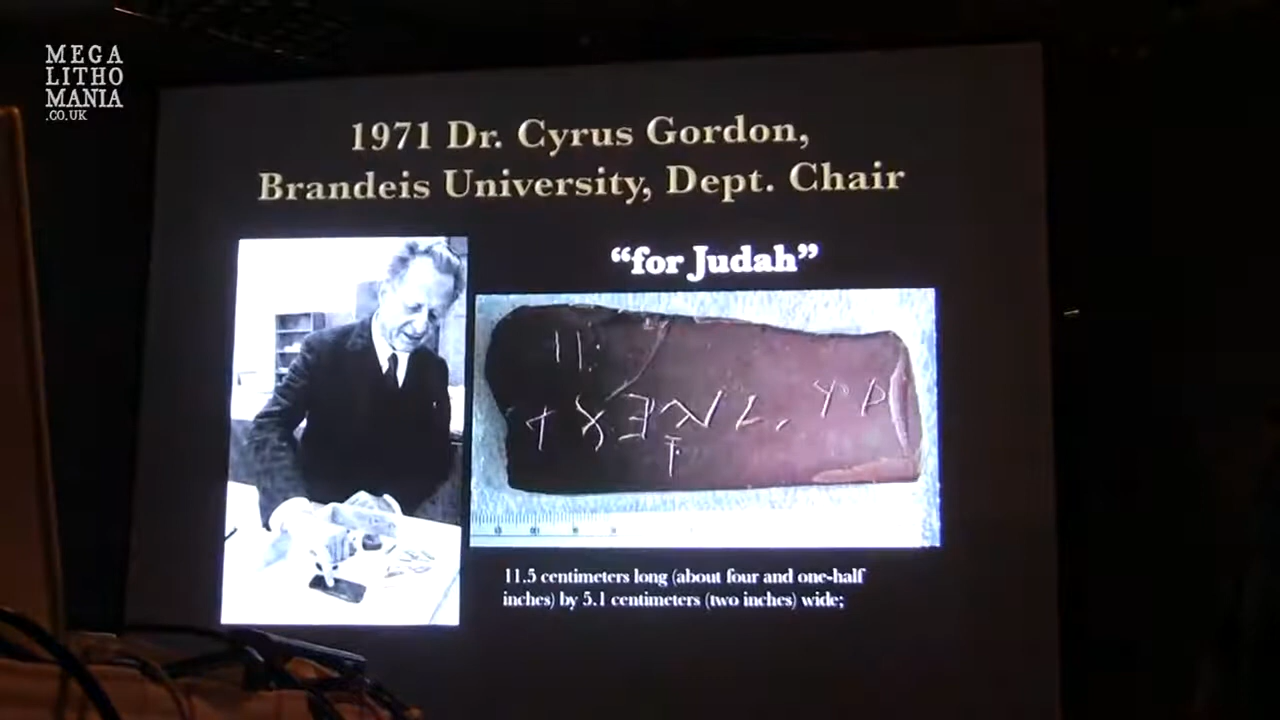 MEGA
LITHO
MANIA
.CO.UK
1971 Dr. Cyrus Gordon,
Brandeis University, Dept. Chair
“for Judah”
11.5 centimeters long (about four and one-half
inches) by 5.1 centimeters (two inches) wide;